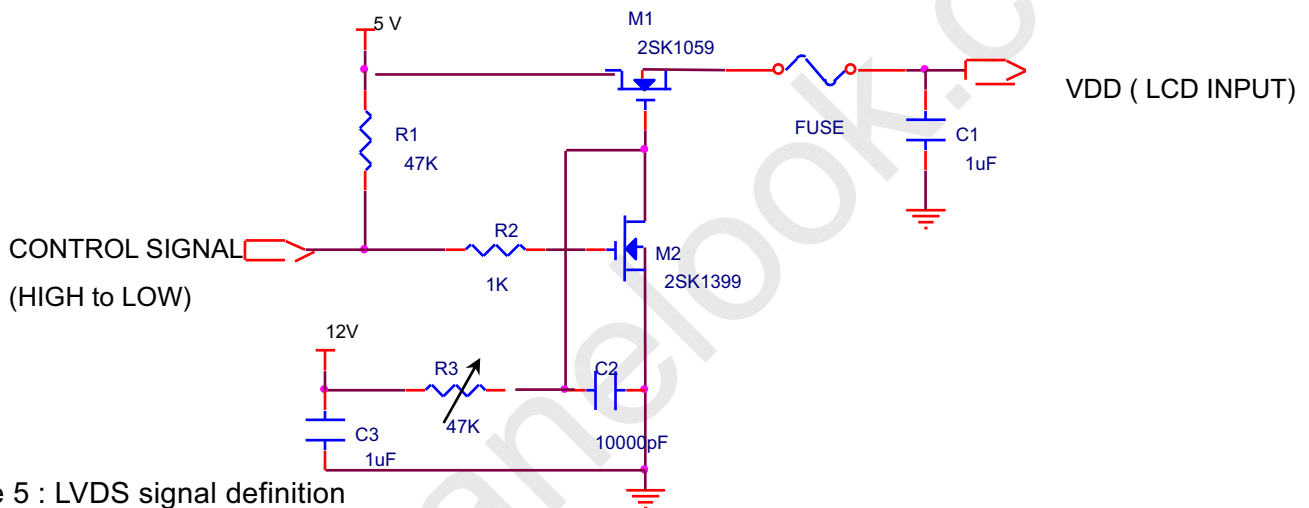 5 V
M1
2SK1059
VDD ( LCD INPUT)
R1
47K
FUSE
C1
1uF
CONTROL SIGNAL
(HIGH to LOW)
R2
1K
M2
2SK1399
12V
R3
47K
C2
10000pF
C3
1uF
5 : LVDS signal definition
anelook.c